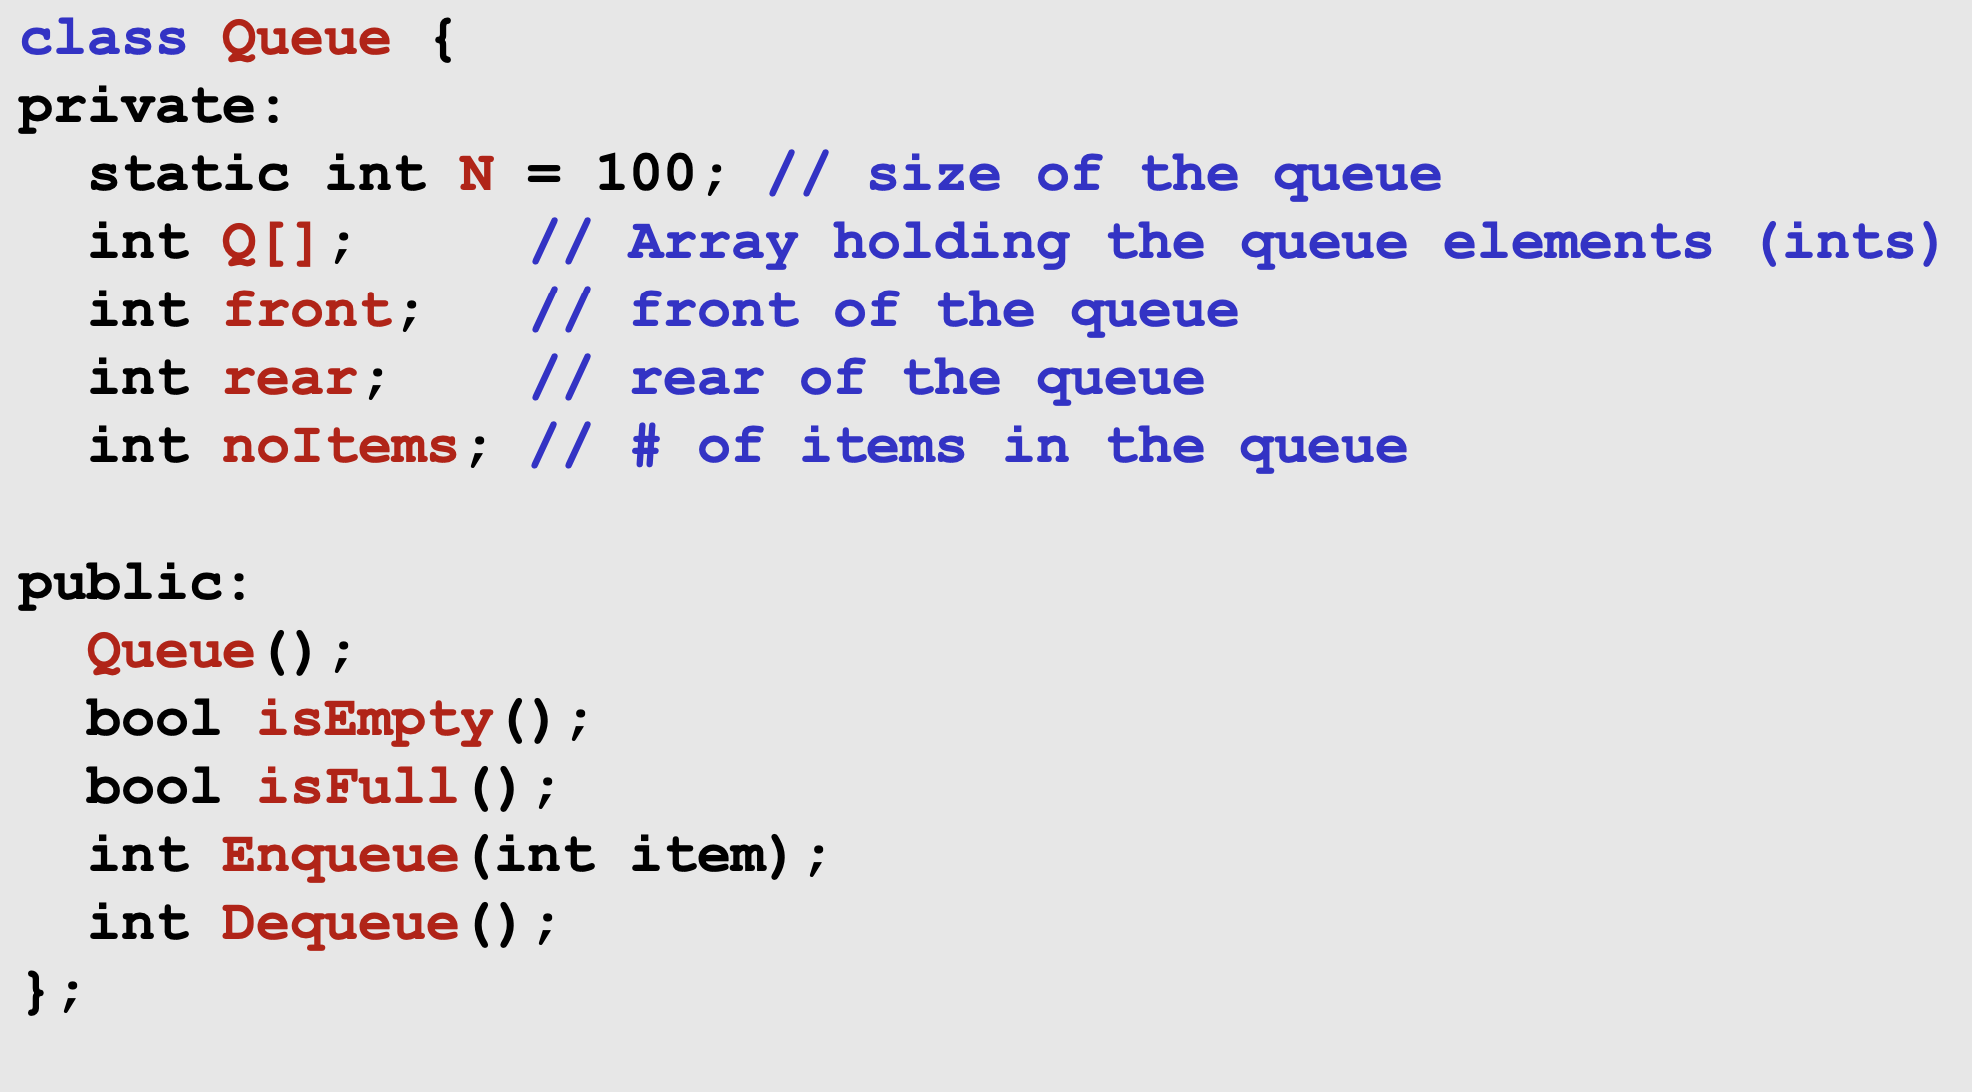 class Queue {
private:
   static int N = 100; // size of the queue
   int Q[];     // Array holding the queue elements (ints)
   int front;   // front of the queue
   int rear;    // rear of the queue
   int noItems; // # of items in the queue

public:
   Queue();
   bool isEmpty();
   bool isFull();
   int Enqueue(int item);
   int Dequeue();
};